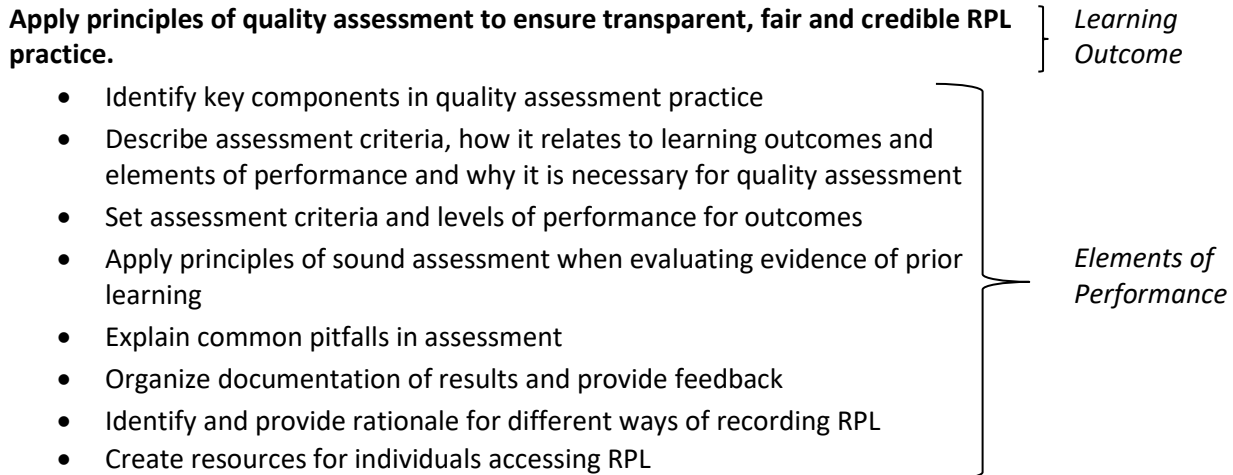 Apply principles of quality assessment to ensure transparent, fair and credible RPL
practice.
Learning
Outcome
• Identify key components in quality assessment practice
• Describe assessment criteria, how it relates to learning outcomes and
elements of performance and why it is necessary for quality assessment
• Set assessment criteria and levels of performance for outcomes
• Apply principles of sound assessment when evaluating evidence of prior
learning
• Explain common pitfalls in assessment
• Organize documentation of results and provide feedback
• Identify and provide rationale for different ways of recording RPL
• Create resources for individuals accessing RPL
Elements of
Performance